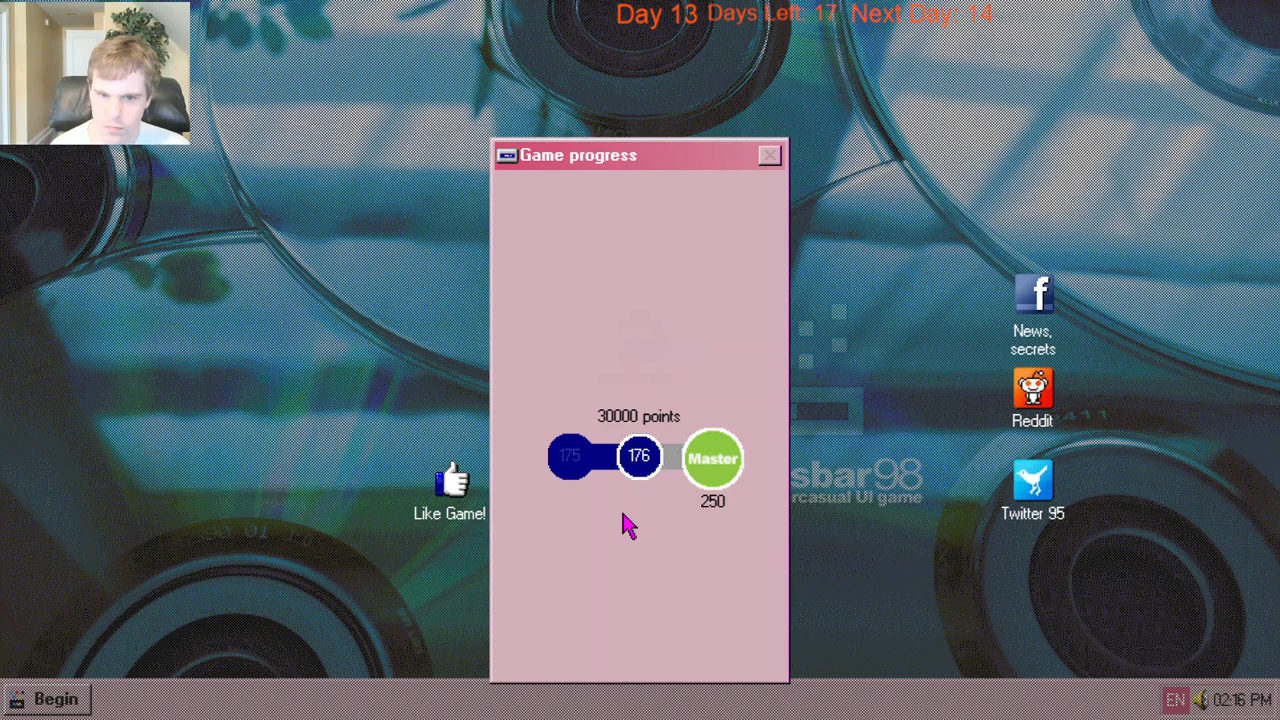 Day 13 Days Left: 17 Next Day: 14
Game progress
30000 points
175 176 Master
250
Like Game!
News,
secrets
Reddit
sbar98
rcasual UI game
Twitter 95
Begin
EN 02:16 PM